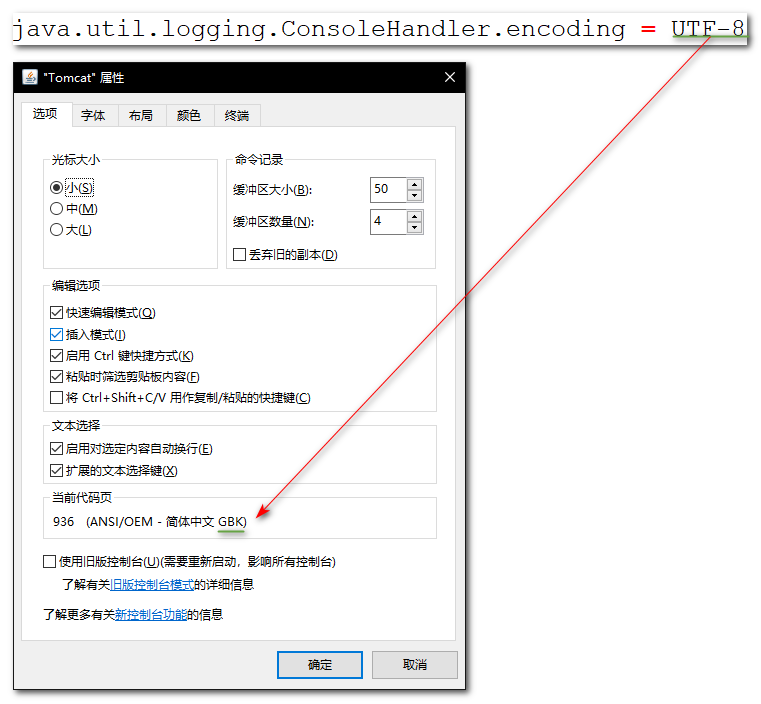 java.util.logging.ConsoleHandler.encoding = UTF-8
"Tomcat" 属性
选项 字体 布局 颜色 终端
光标大小
小(S)
中(M)
大(L)
命令记录
缓冲区大小(B): 50
缓冲区数量(N): 4
丢弃旧的副本(D)
编辑选项
快速编辑模式(Q)
插入模式(I)
启用 Ctrl 键快捷方式(K)
粘贴时筛选剪贴板内容(F)
将 Ctrl+Shift+C/V 用作复制/粘贴的快捷键(C)
文本选择
启用对选定内容自动换行(E)
扩展的文本选择键(X)
当前代码页
936 (ANSI/OEM - 简体中文 GBK)
使用旧版控制台(U)(需要重新启动，影响所有控制台)
了解有关旧版控制台模式的详细信息
了解更多有关新控制台功能的信息
确定 取消